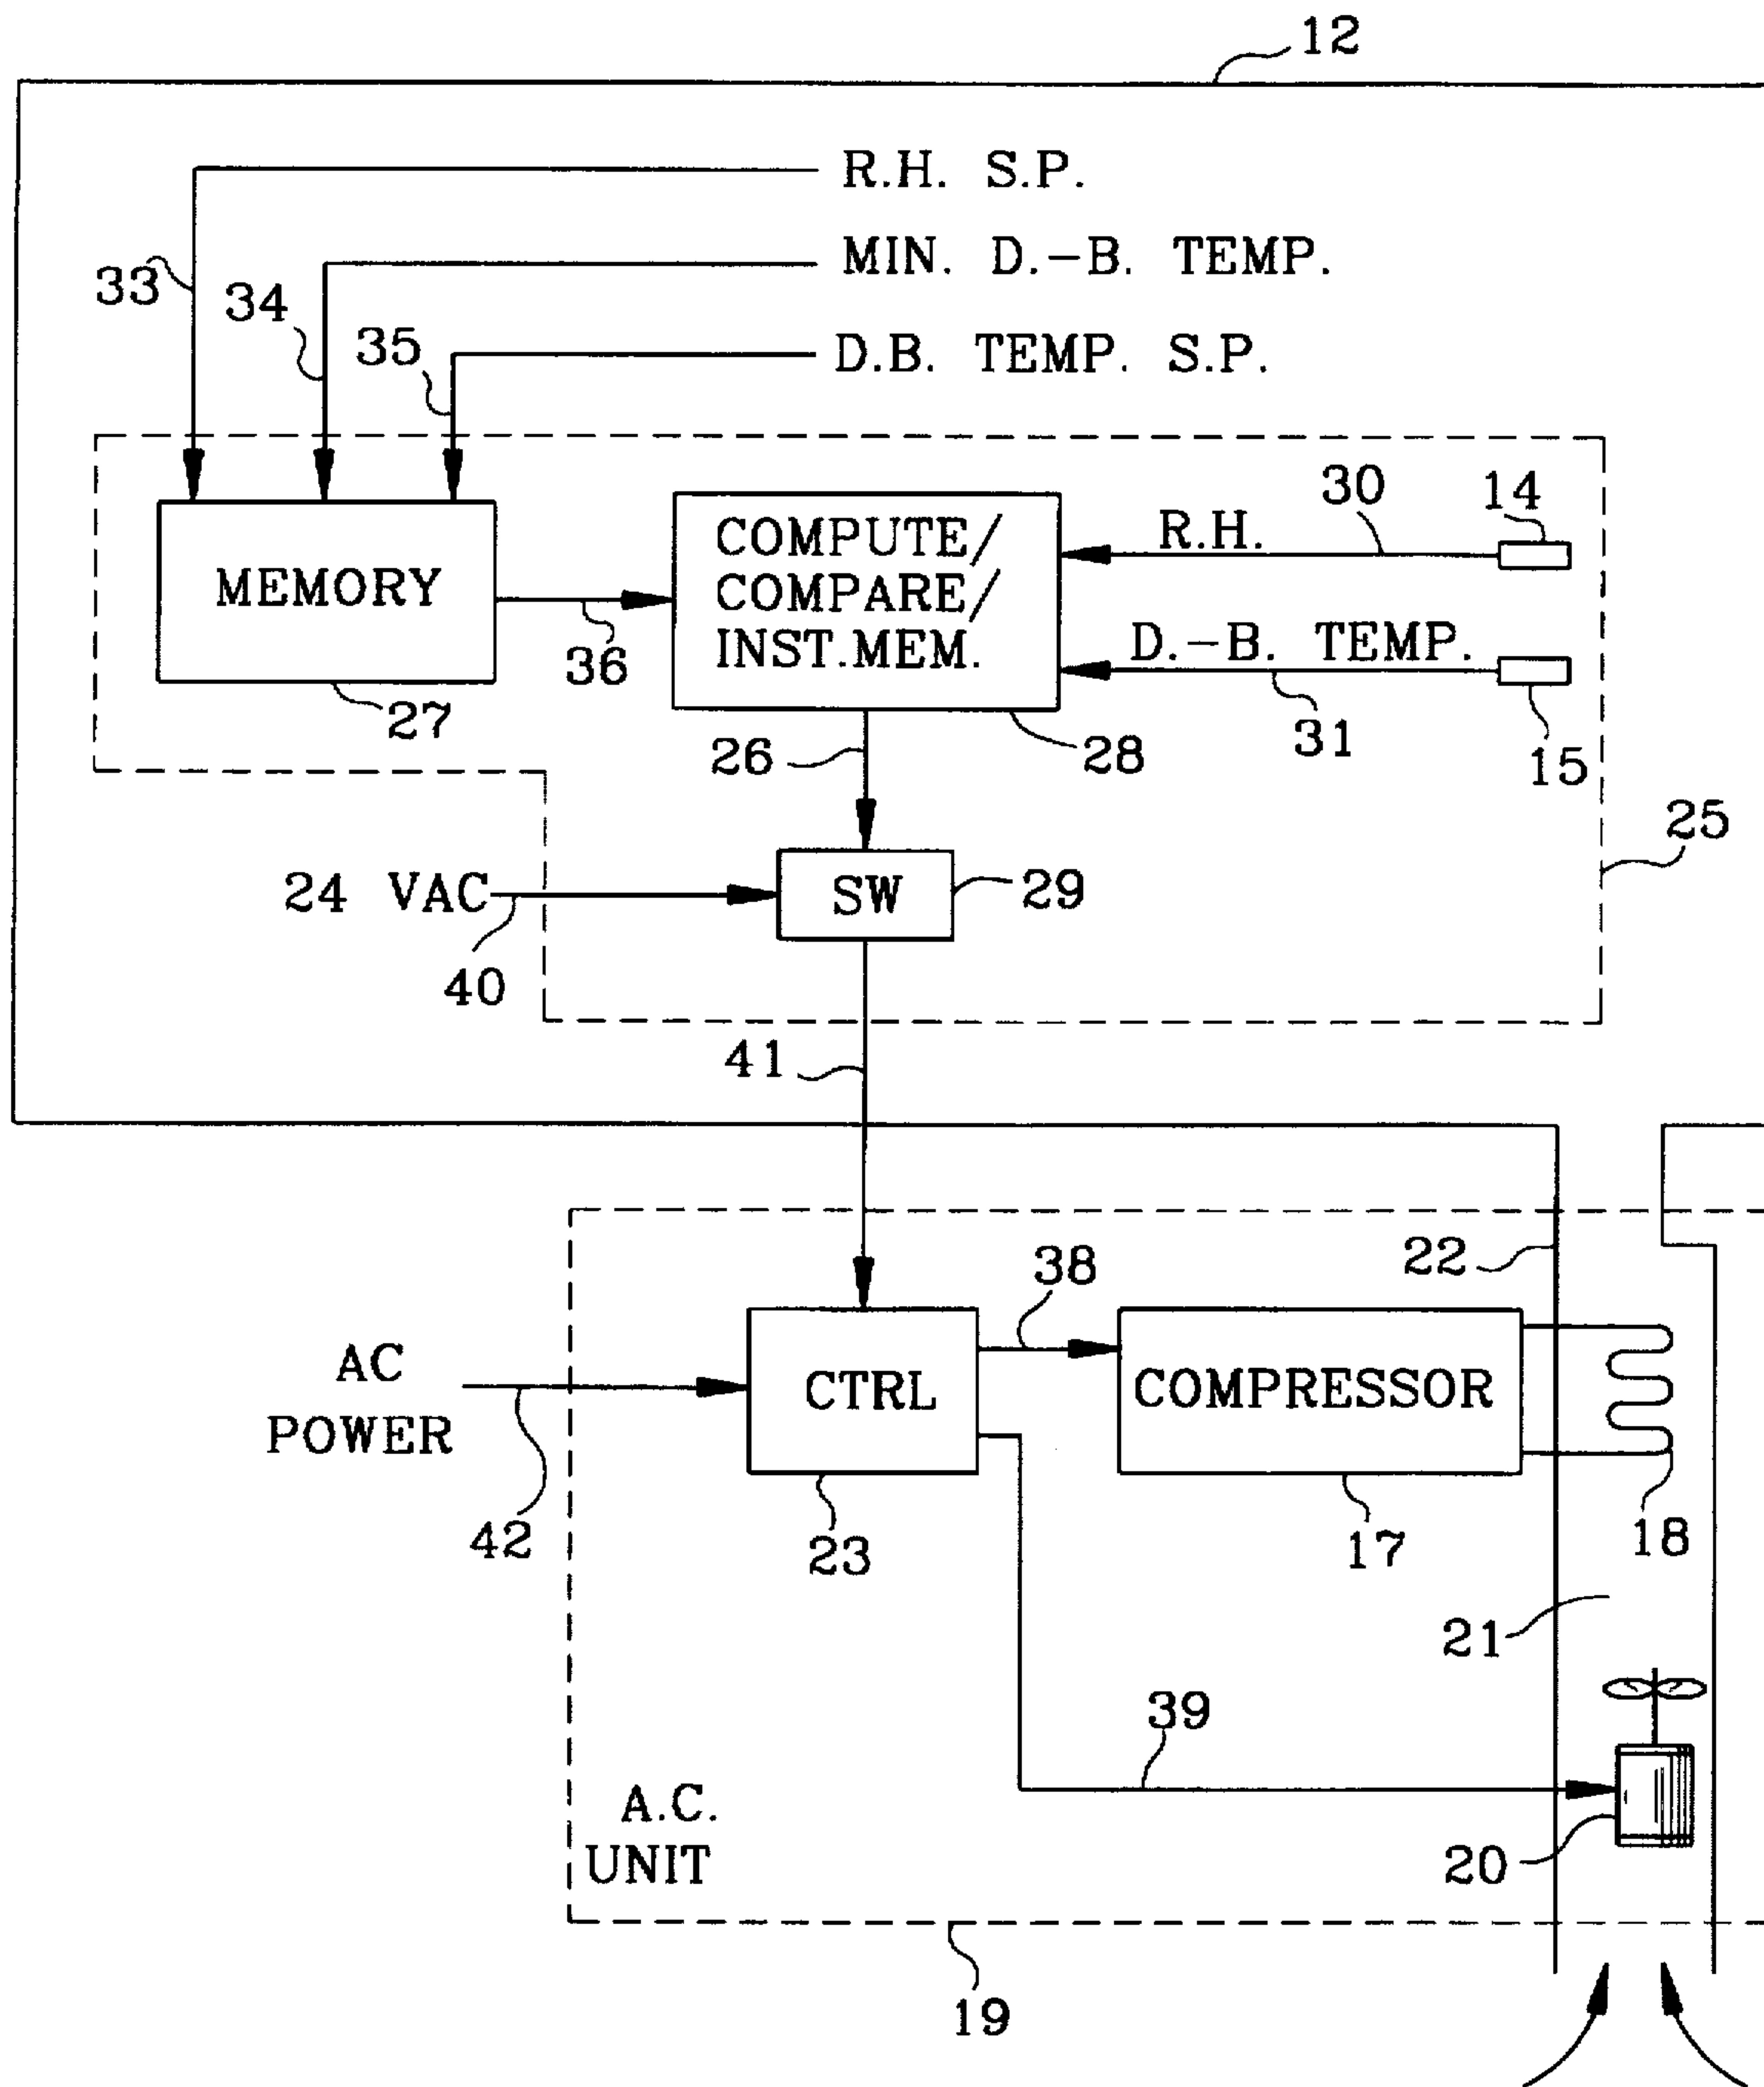 12
R.H. S.P.
MIN. D.-B. TEMP.
33
34
D.B. TEMP. S.P.
35
30
14
R.H.
COMPUTE/
COMPARE/
INST.MEM.
MEMORY
D.-B. TEMP.
36
27
26
28
31
15
25
24 VAC
SW
29
40
41
22
38
AC
POWER
CTRL
COMPRESSOR
42
23
17
18
21
39
A.C.
UNIT
20
19